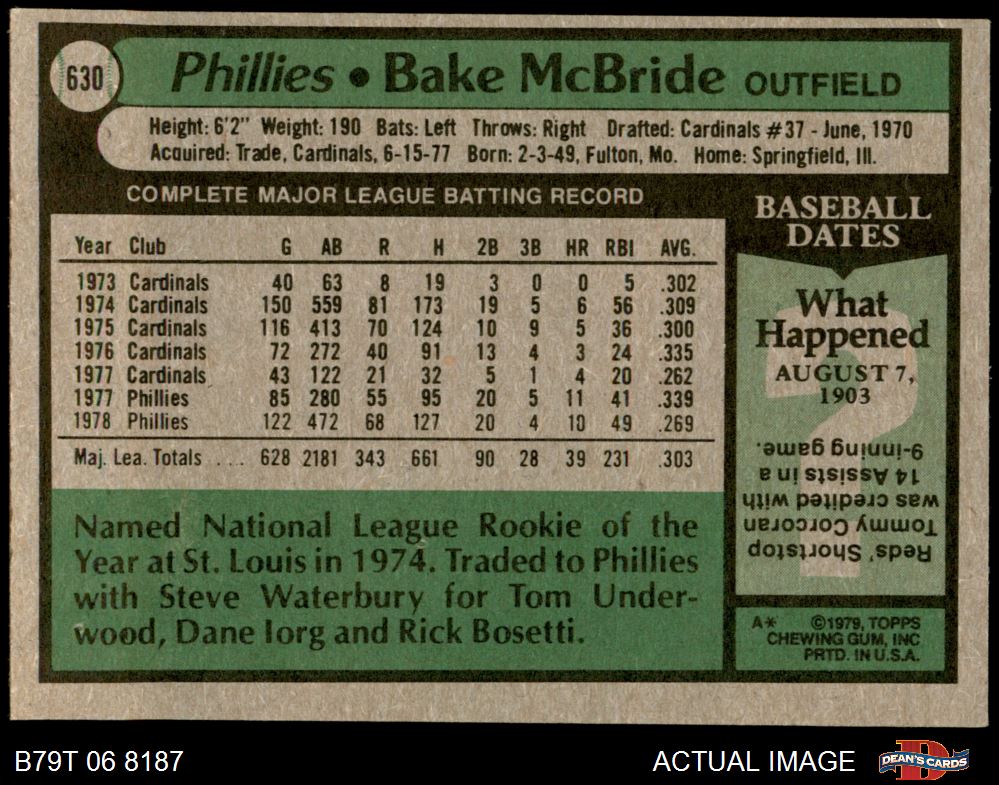 630
Phillies • Bake McBride OUTFIELD
Height: 6'2" Weight: 190 Bats: Left Throws: Right Drafted: Cardinals #37 - June, 1970
Acquired: Trade, Cardinals, 6-15-77 Born: 2-3-49, Fulton, Mo. Home: Springfield, Ill.
COMPLETE MAJOR LEAGUE BATTING RECORD
Year Club G AB R H 2B 3B HR RBI AVG.
1973 Cardinals 40 63 8 19 3 0 0 5 .302
1974 Cardinals 150 559 81 173 19 5 6 56 .309
1975 Cardinals 116 413 70 124 10 9 5 36 .300
1976 Cardinals 72 272 40 91 13 4 3 24 .335
1977 Cardinals 43 122 21 32 5 1 4 20 .262
1977 Phillies 85 280 55 95 20 5 11 41 .339
1978 Phillies 122 472 68 127 20 4 10 49 .269
Maj. Lea. Totals .... 628 2181 343 661 90 28 39 231 .303
Named National League Rookie of the
Year at St. Louis in 1974. Traded to Phillies
with Steve Waterbury for Tom Under-
wood, Dane Iorg and Rick Bosetti.
BASEBALL
DATES
What
Happened
AUGUST 7,
1903
Reds' Shortstop
Tommy Corcoran
was credited with
14 Assists in a
9-inning game.
A* ©1979, TOPPS
CHEWING GUM, INC
PRTD. IN U.S.A.
B79T 06 8187
ACTUAL IMAGE
DEAN'S CARDS